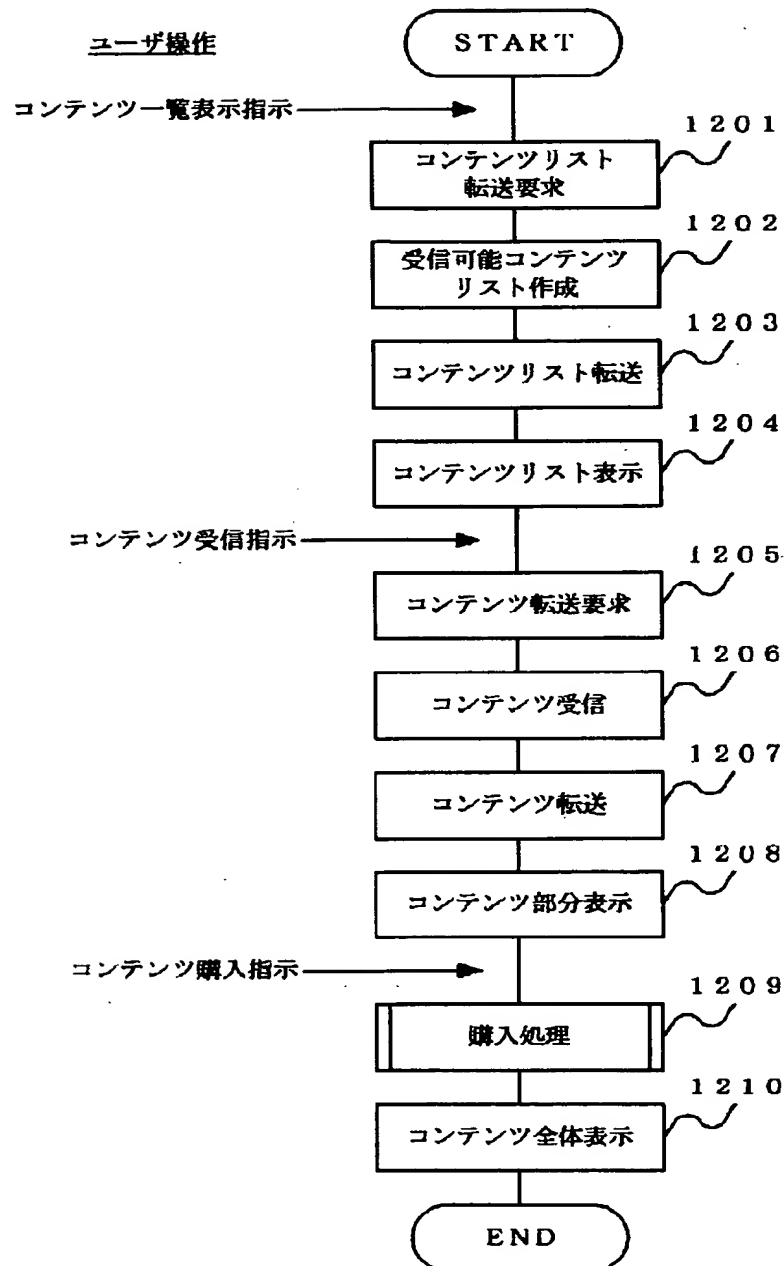 ユーザ操作
START
コンテンツ一覧表示指示
1201
コンテンツリスト
転送要求
1202
受信可能コンテンツ
リスト作成
1203
コンテンツリスト転送
1204
コンテンツリスト表示
コンテンツ受信指示
1205
コンテンツ転送要求
1206
コンテンツ受信
1207
コンテンツ転送
1208
コンテンツ部分表示
コンテンツ購入指示
1209
購入処理
1210
コンテンツ全体表示
END